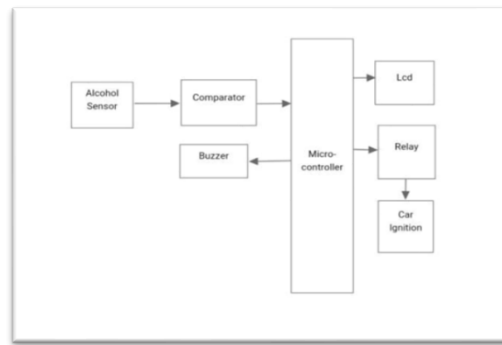 Alcohol
Sensor
Comparator
Lcd
Buzzer
Micro-
controller
Relay
Car
Ignition